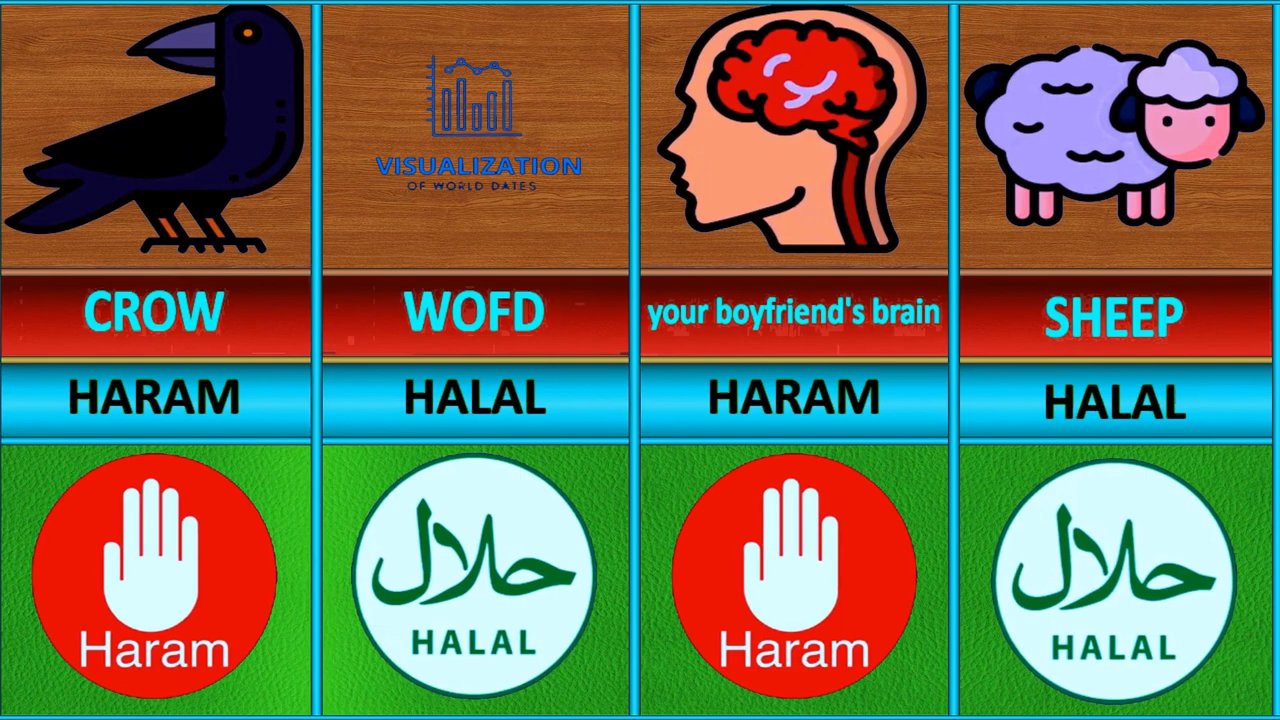 VISUALIZATION
OF WORLD DATES
CROW
WOFD
your boyfriend's brain
SHEEP
HARAM
HALAL
HARAM
HALAL
Haram
حلال
HALAL
Haram
حلال
HALAL